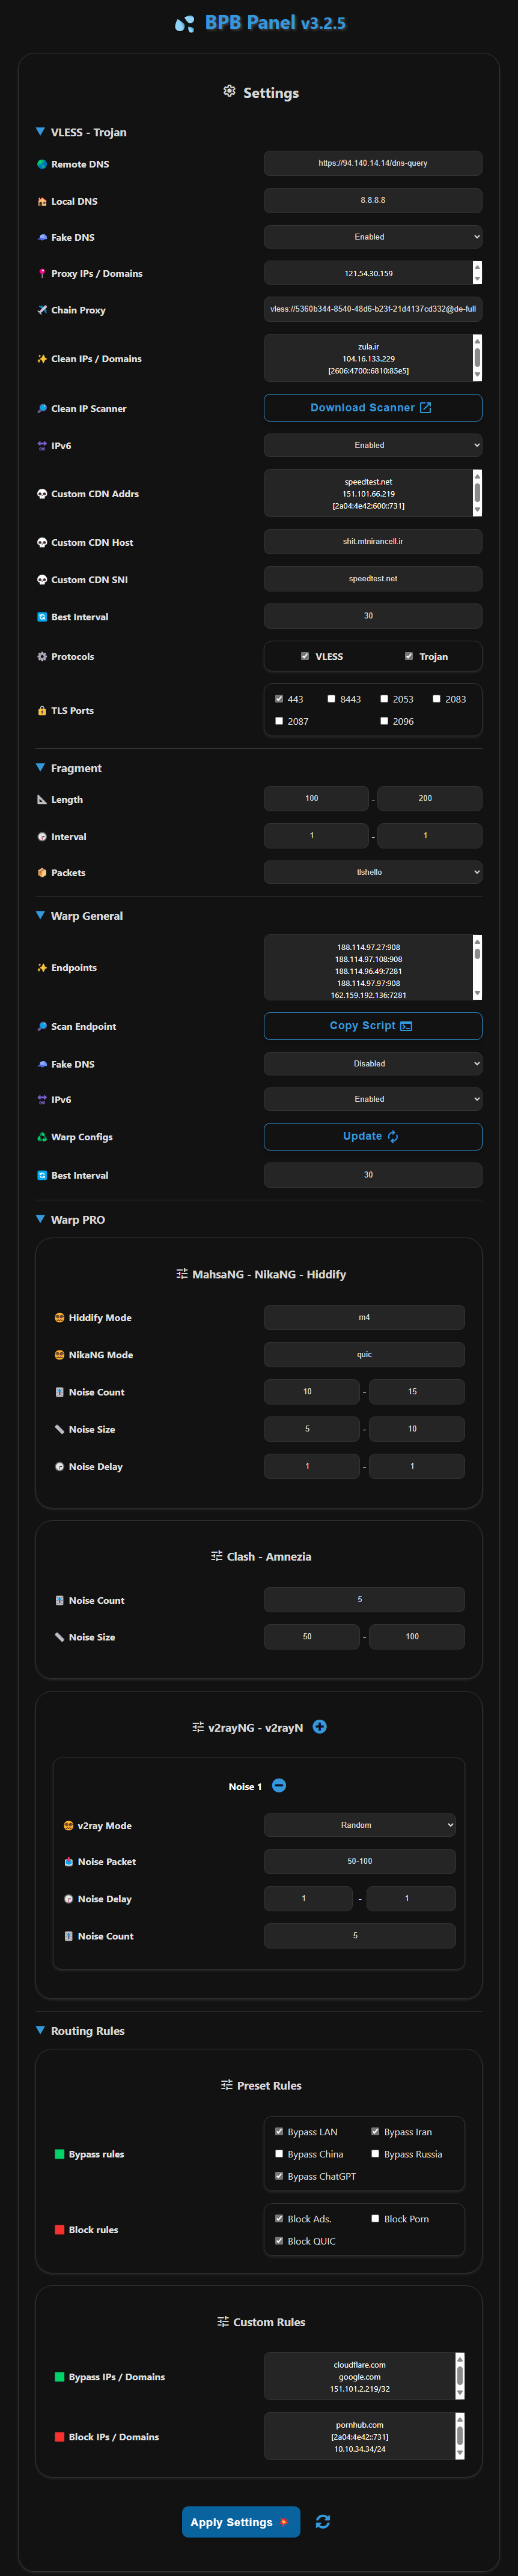 BPB Panel v3.2.5
Settings
VLESS - Trojan
Remote DNS https://94.140.14.14/dns-query
Local DNS 8.8.8.8
Fake DNS Enabled
Proxy IPs / Domains 121.54.30.159
Chain Proxy vless://5360b344-8540-48d6-b23f-21d4137cd332@de-full
Clean IPs / Domains
zula.ir
104.16.133.229
[2606:4700::6810:85e5]
Clean IP Scanner Download Scanner
IPv6 Enabled
Custom CDN Addrs
speedtest.net
151.101.66.219
[2a04:4e42:600::731]
Custom CDN Host shit.mtnirancell.ir
Custom CDN SNI speedtest.net
Best Interval 30
Protocols VLESS Trojan
TLS Ports
443 8443 2053 2083
2087 2096
Fragment
Length 100 - 200
Interval 1 - 1
Packets tlshello
Warp General
Endpoints
188.114.97.27:908
188.114.97.108:908
188.114.96.49:7281
188.114.97.97:908
162.159.192.136:7281
Scan Endpoint Copy Script
Fake DNS Disabled
IPv6 Enabled
Warp Configs Update
Best Interval 30
Warp PRO
MahsaNG - NikaNG - Hiddify
Hiddify Mode m4
NikaNG Mode quic
Noise Count 10 - 15
Noise Size 5 - 10
Noise Delay 1 - 1
Clash - Amnezia
Noise Count 5
Noise Size 50 - 100
v2rayNG - v2rayN
Noise 1
v2ray Mode Random
Noise Packet 50-100
Noise Delay 1 - 1
Noise Count 5
Routing Rules
Preset Rules
Bypass rules
Bypass LAN Bypass Iran
Bypass China Bypass Russia
Bypass ChatGPT
Block rules
Block Ads. Block Porn
Block QUIC
Custom Rules
Bypass IPs / Domains
cloudflare.com
google.com
151.101.2.219/32
Block IPs / Domains
pornhub.com
[2a04:4e42::731]
10.10.34.34/24
Apply Settings